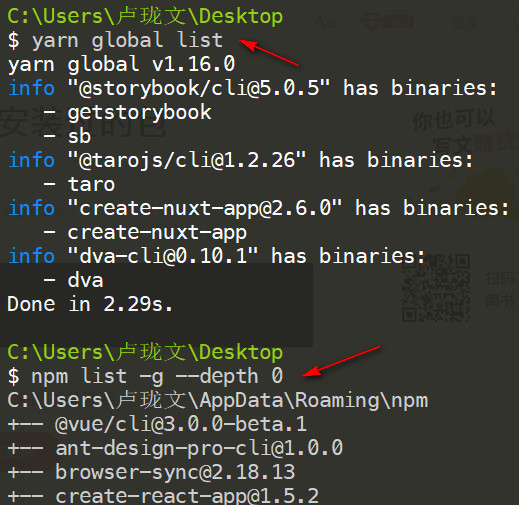 C:\Users\卢珑文\Desktop
$ yarn global list
yarn global v1.16.0
info "@storybook/cli@5.0.5" has binaries:
   - getstorybook
   - sb
info "@tarojs/cli@1.2.26" has binaries:
   - taro
info "create-nuxt-app@2.6.0" has binaries:
   - create-nuxt-app
info "dva-cli@0.10.1" has binaries:
   - dva
Done in 2.29s.
C:\Users\卢珑文\Desktop
$ npm list -g --depth 0
C:\Users\卢珑文\AppData\Roaming\npm
+-- @vue/cli@3.0.0-beta.1
+-- ant-design-pro-cli@1.0.0
+-- browser-sync@2.18.13
+-- create-react-app@1.5.2
你也可以